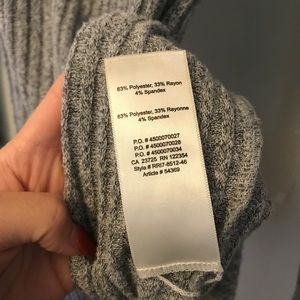 63% Polyester, 33% Rayon
4% Spandex
63% Polyester, 33% Rayonne
4% Spandex
P.O. # 4500070027
P.O. # 4500070028
P.O. # 4500070034
CA 23725 RN 122354
Style # RR87-8512-46
Article # 54369